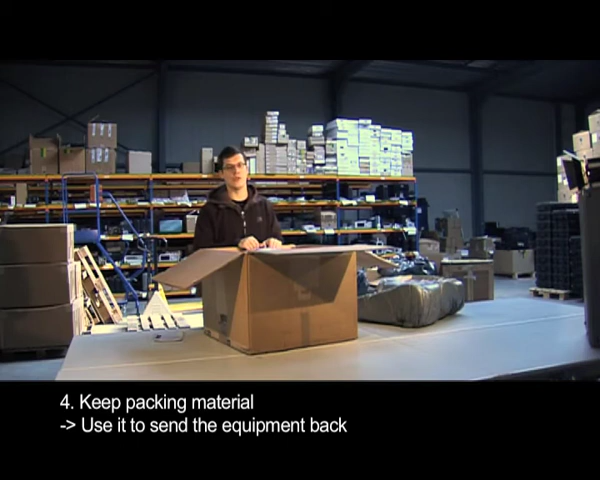 4. Keep packing material
-> Use it to send the equipment back